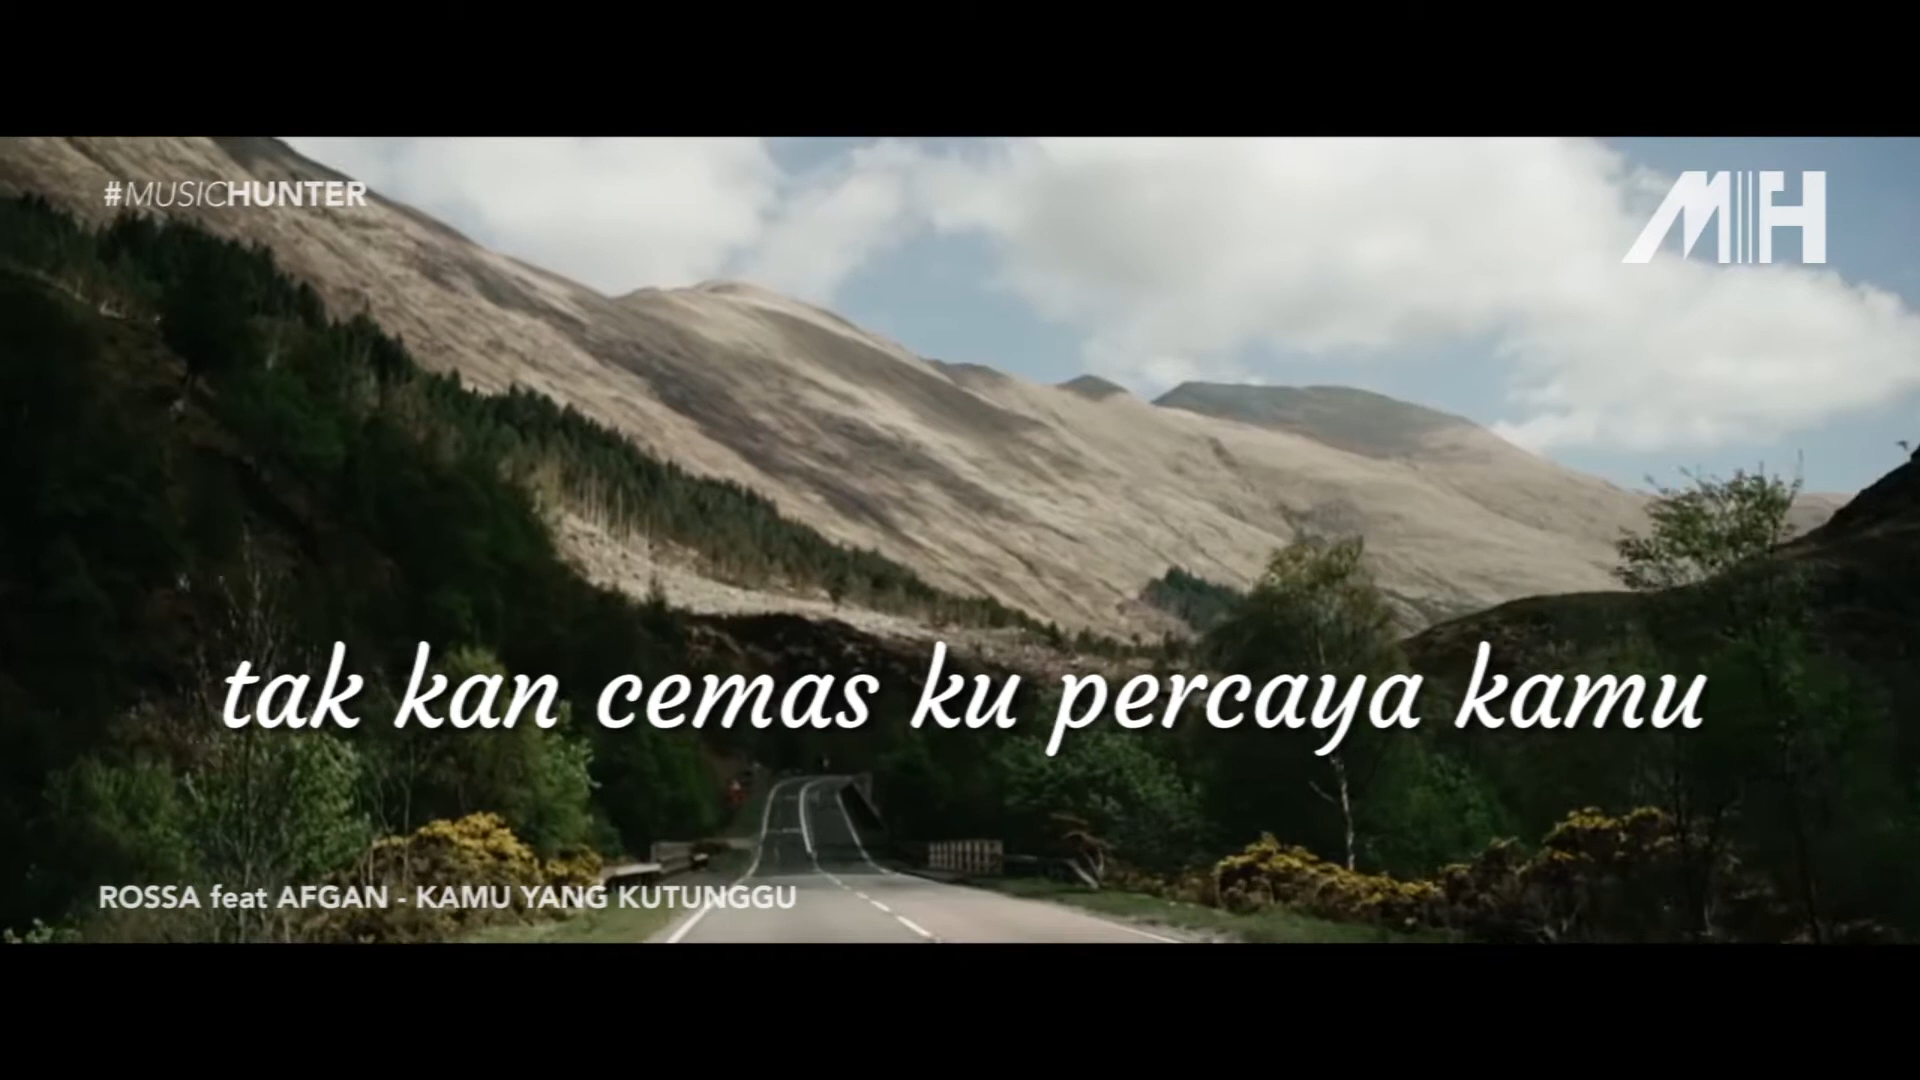 #MUSICHUNTER
MH
tak kan cemas ku percaya kamu
ROSSA feat AFGAN - KAMU YANG KUTUNGGU